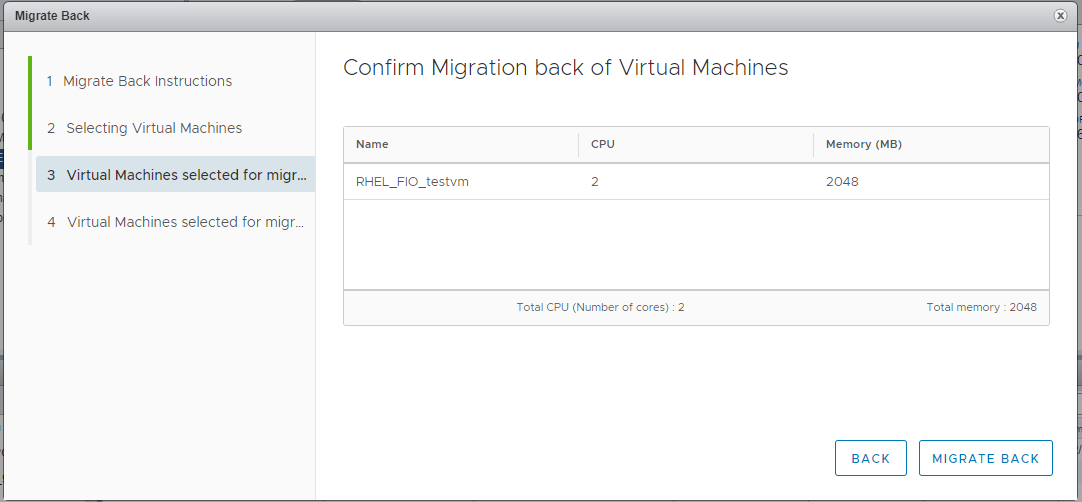 Migrate Back
1 Migrate Back Instructions
2 Selecting Virtual Machines
3 Virtual Machines selected for migr...
4 Virtual Machines selected for migr...
Confirm Migration back of Virtual Machines
Name CPU Memory (MB)
RHEL_FIO_testvm 2 2048
Total CPU (Number of cores) : 2 Total memory : 2048
BACK MIGRATE BACK